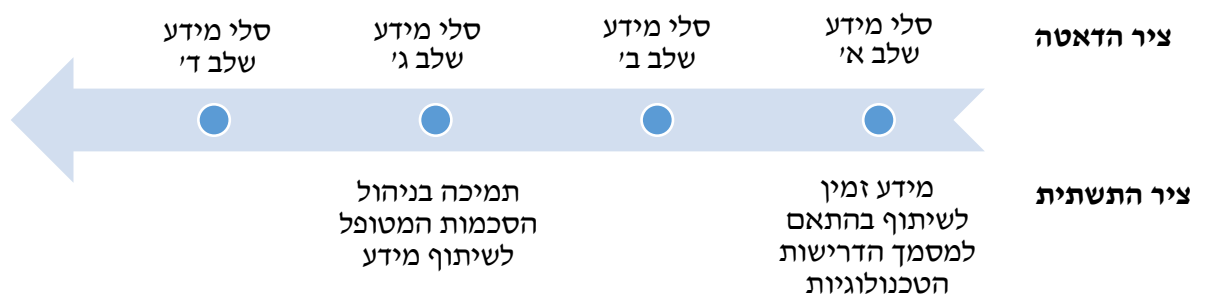 ציר הדאטה
סלי מידע
שלב א׳
סלי מידע
שלב ב׳
סלי מידע
שלב ג׳
סלי מידע
שלב ד׳
ציר התשתית
מידע זמין
לשיתוף בהתאם
למסמך הדרישות
הטכנולוגיות
תמיכה בניהול
הסכמות המטופל
לשיתוף מידע